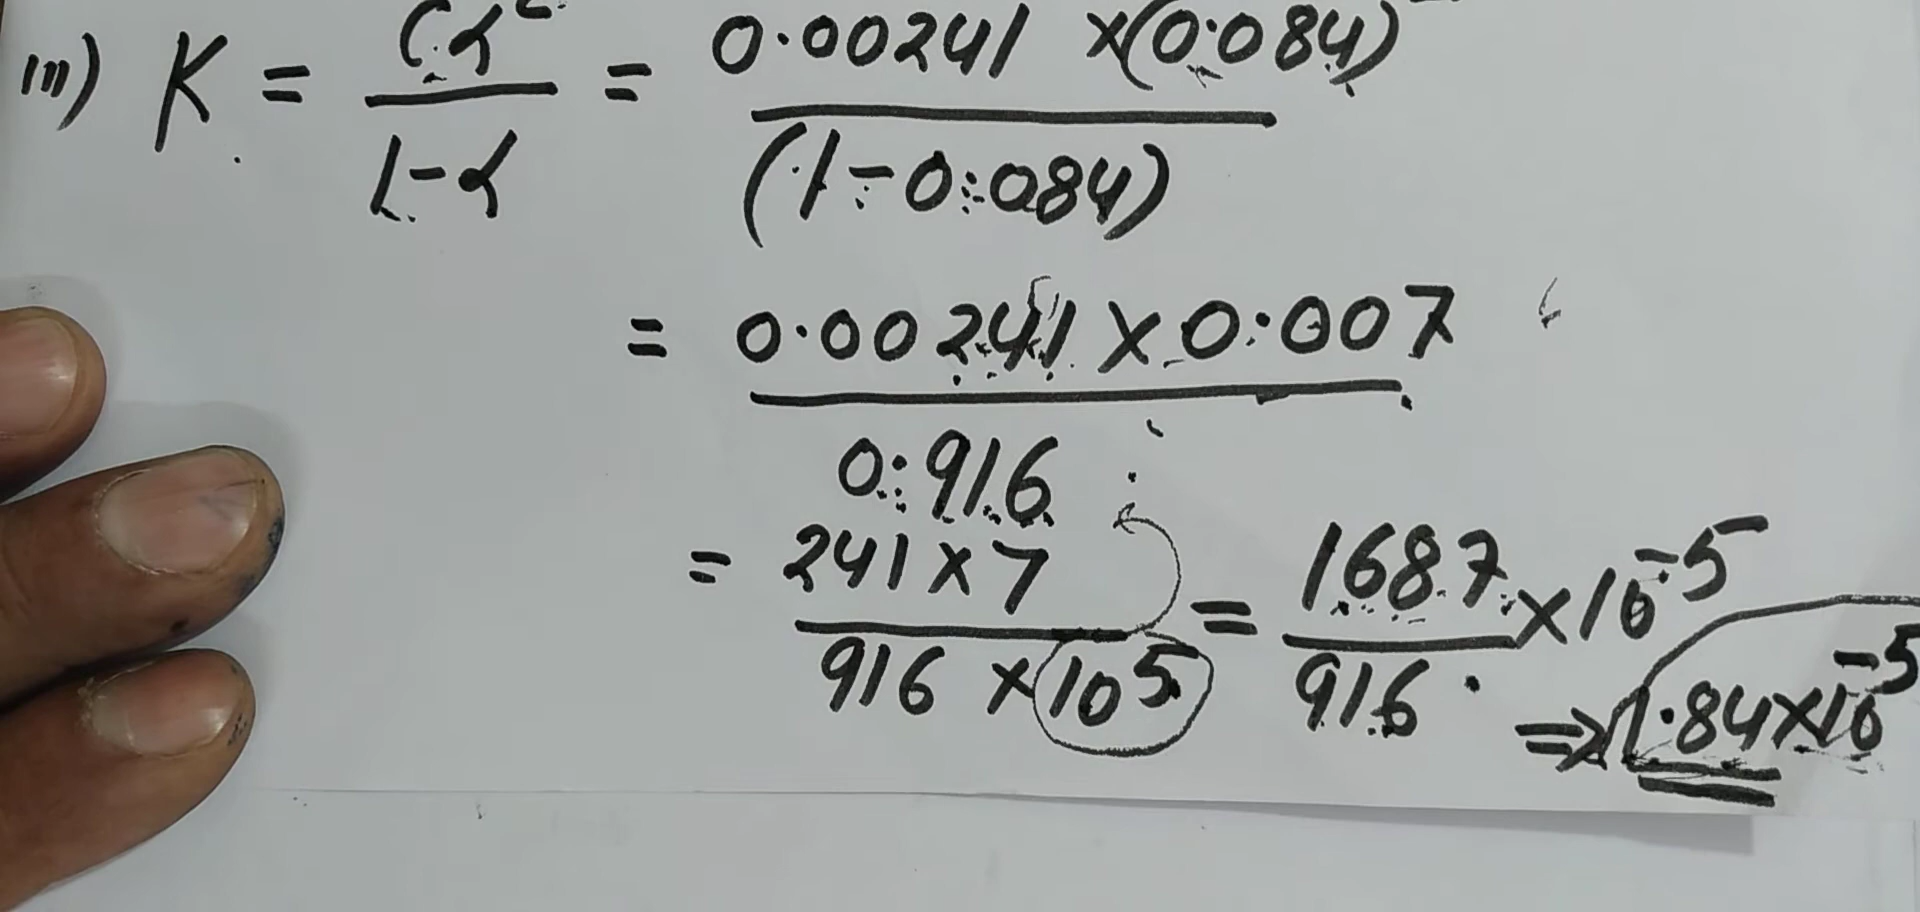 iii) K = Cα² / 1-α = 0.00241 ×(0.084)² / (1-0.084)
= 0.00241 × 0.007 / 0.916
= 241 × 7 / 916 × 10⁵ = 1687 / 916 × 10⁻⁵ ⇒ 1.84×10⁻⁵